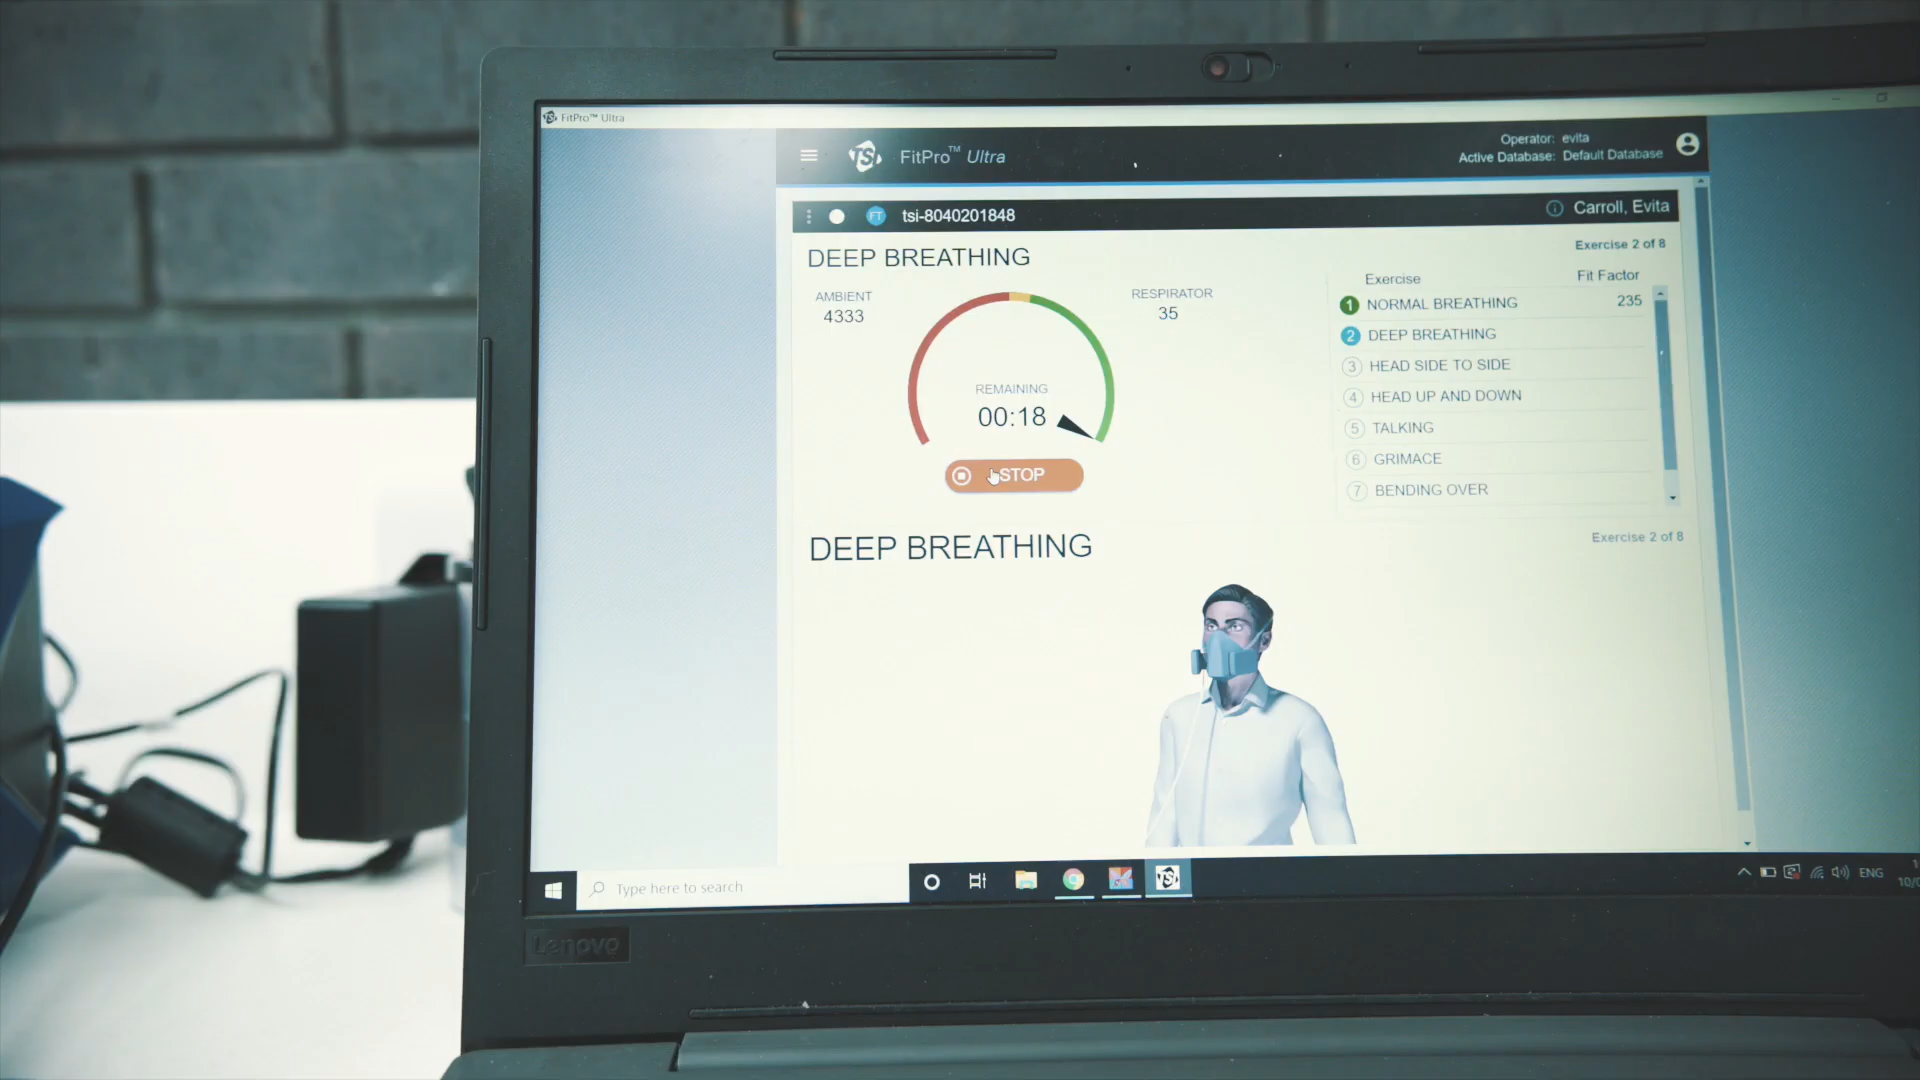 FitPro™ Ultra
TSI FitPro™ Ultra
Operator: evita
Active Database: Default Database
FT tsi-8040201848
Carroll, Evita
DEEP BREATHING
Exercise 2 of 8
AMBIENT
4333
RESPIRATOR
35
REMAINING
00:18
STOP
Exercise Fit Factor
1 NORMAL BREATHING 235
2 DEEP BREATHING
3 HEAD SIDE TO SIDE
4 HEAD UP AND DOWN
5 TALKING
6 GRIMACE
7 BENDING OVER
DEEP BREATHING
Exercise 2 of 8
Type here to search
TSI
ENG
Lenovo